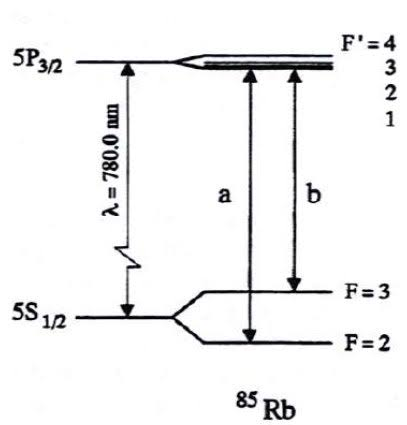 F' = 4
5P3/2
3
2
1
λ = 780.0 nm
a
b
F = 3
5S1/2
F = 2
85Rb